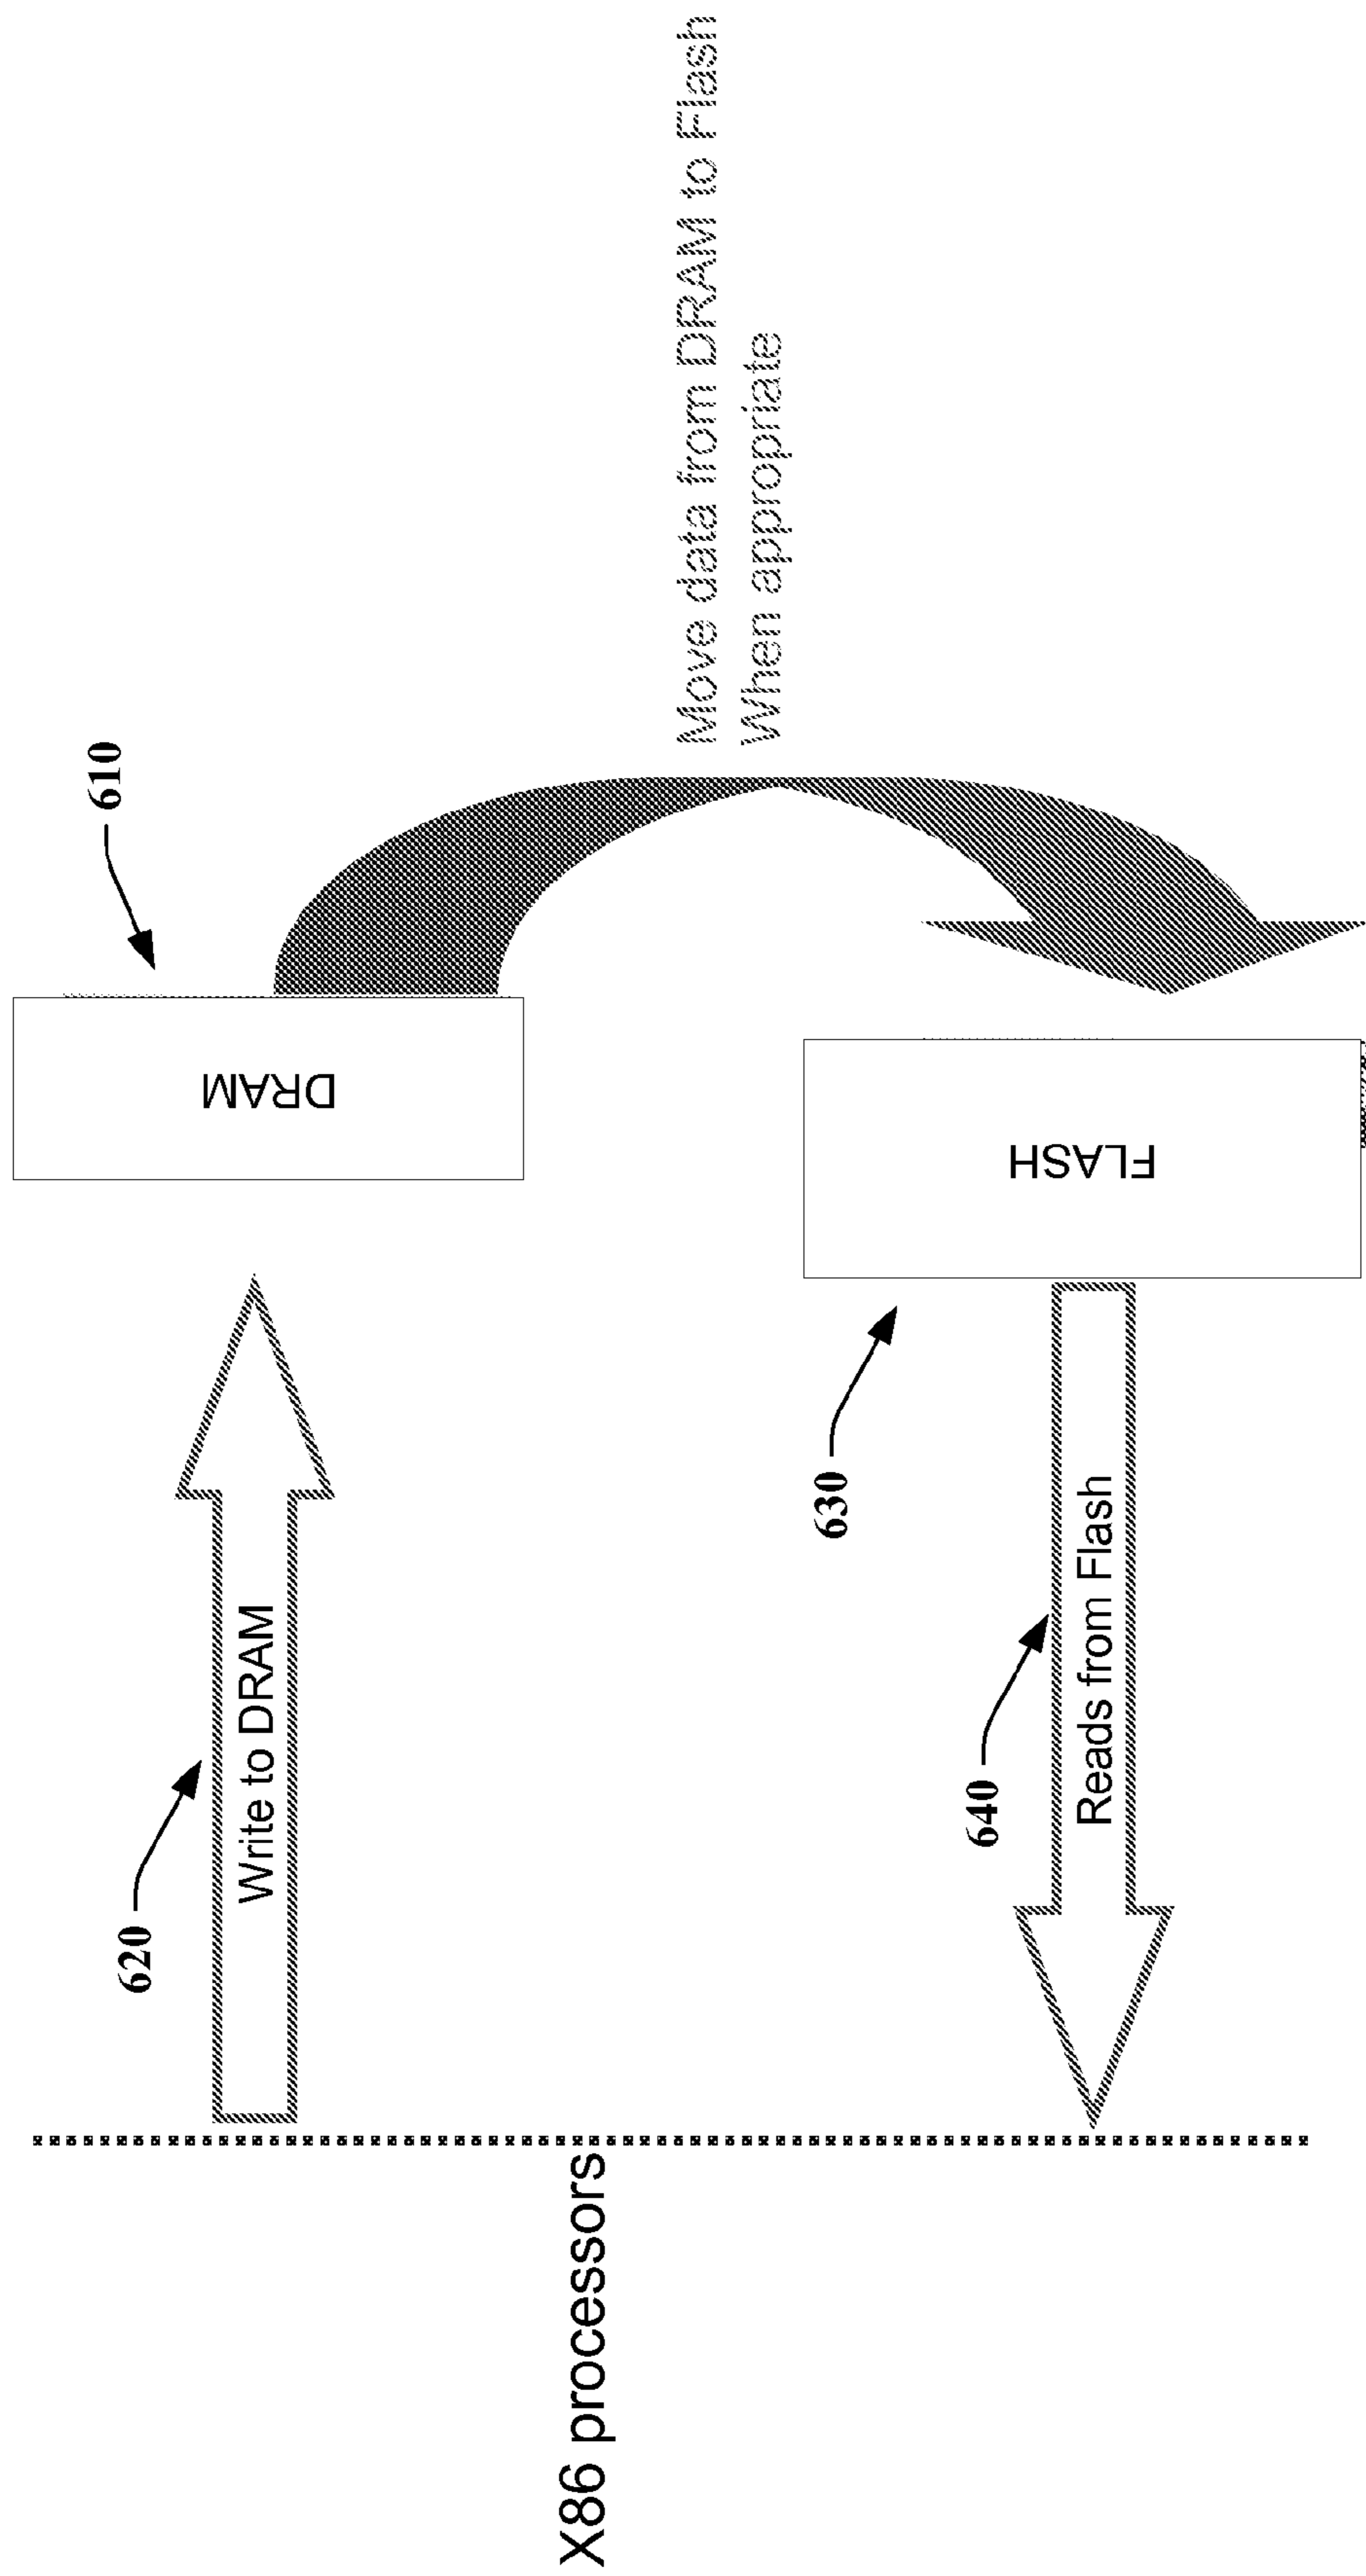 610
DRAM
Move data from DRAM to Flash
When appropriate
620
Write to DRAM
X86 processors
630
FLASH
640
Reads from Flash